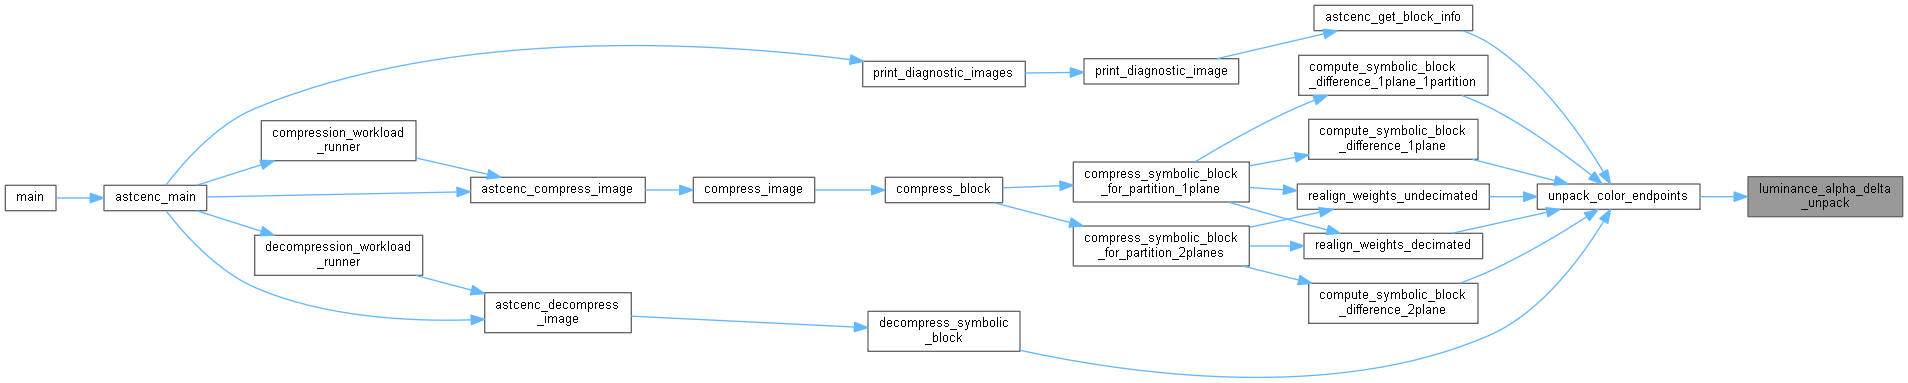 main
astcenc_main
compression_workload
_runner
decompression_workload
_runner
astcenc_compress_image
astcenc_decompress
_image
compress_image
print_diagnostic_images
compress_block
decompress_symbolic
_block
print_diagnostic_image
compress_symbolic_block
_for_partition_1plane
compress_symbolic_block
_for_partition_2planes
astcenc_get_block_info
compute_symbolic_block
_difference_1plane_1partition
compute_symbolic_block
_difference_1plane
realign_weights_undecimated
realign_weights_decimated
compute_symbolic_block
_difference_2plane
unpack_color_endpoints
luminance_alpha_delta
_unpack